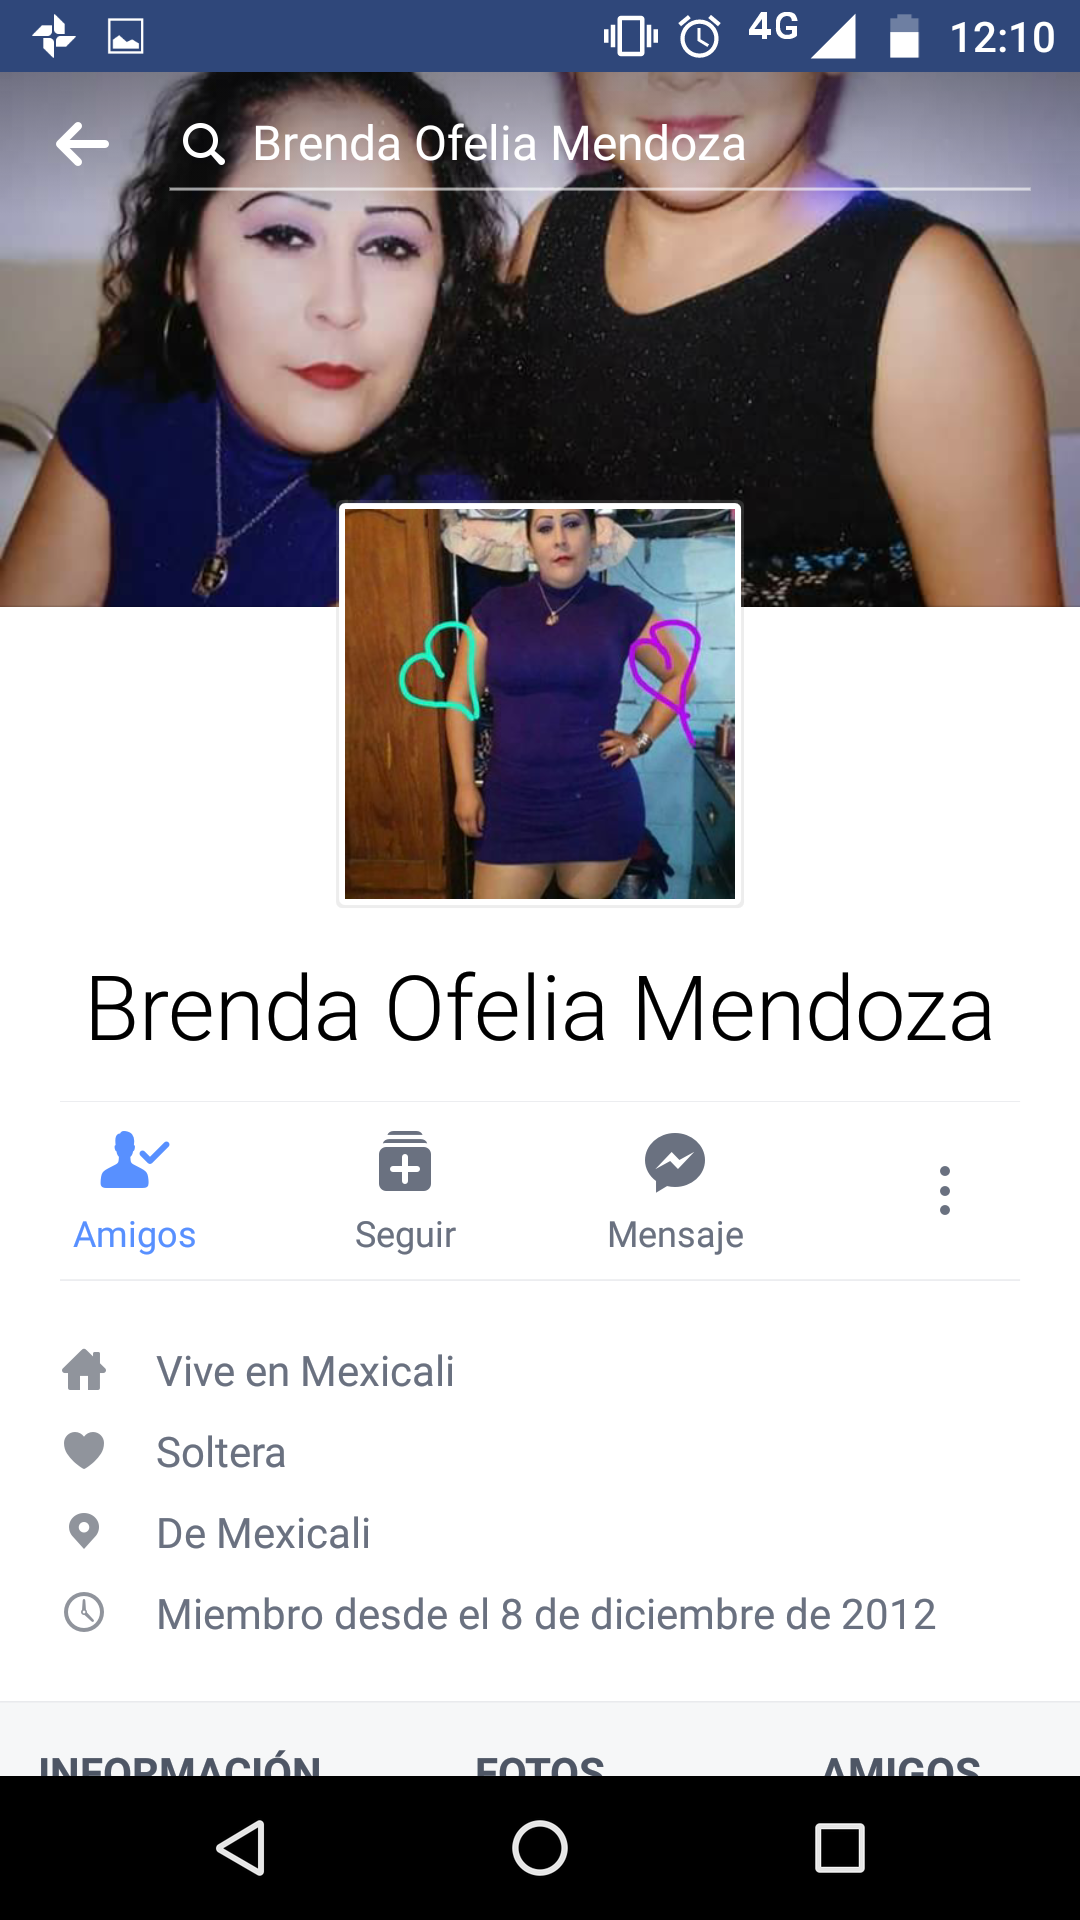 4G 12:10
Brenda Ofelia Mendoza
Brenda Ofelia Mendoza
Amigos Seguir Mensaje
Vive en Mexicali
Soltera
De Mexicali
Miembro desde el 8 de diciembre de 2012
INFORMACIÓN FOTOS AMIGOS